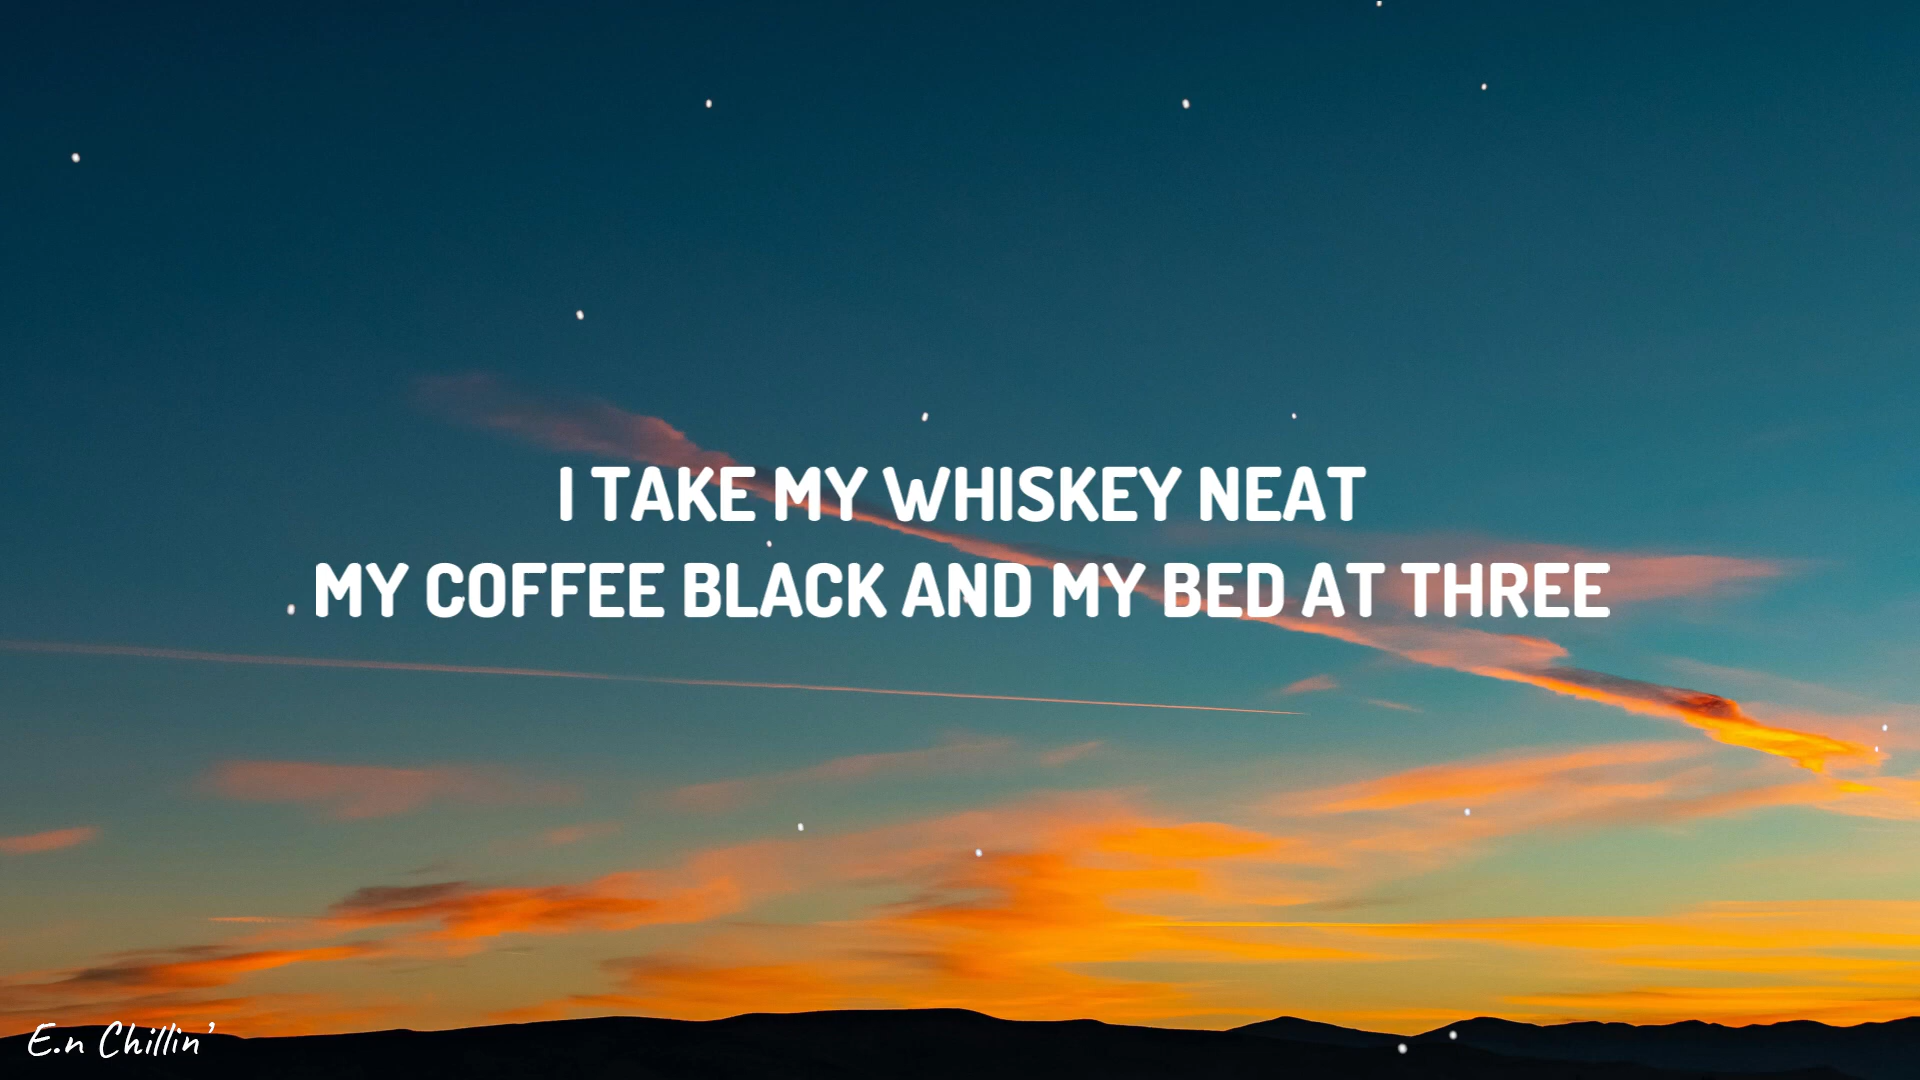 I TAKE MY WHISKEY NEAT
MY COFFEE BLACK AND MY BED AT THREE
E.n Chillin'